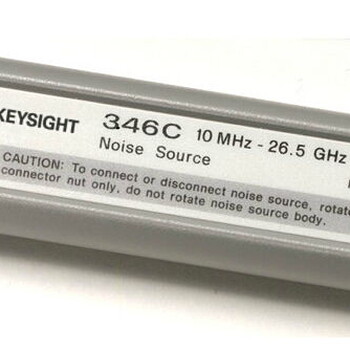 KEYSIGHT 346C 10 MHz - 26.5 GHz
Noise Source
CAUTION: To connect or disconnect noise source, rotate
connector nut only, do not rotate noise source body.